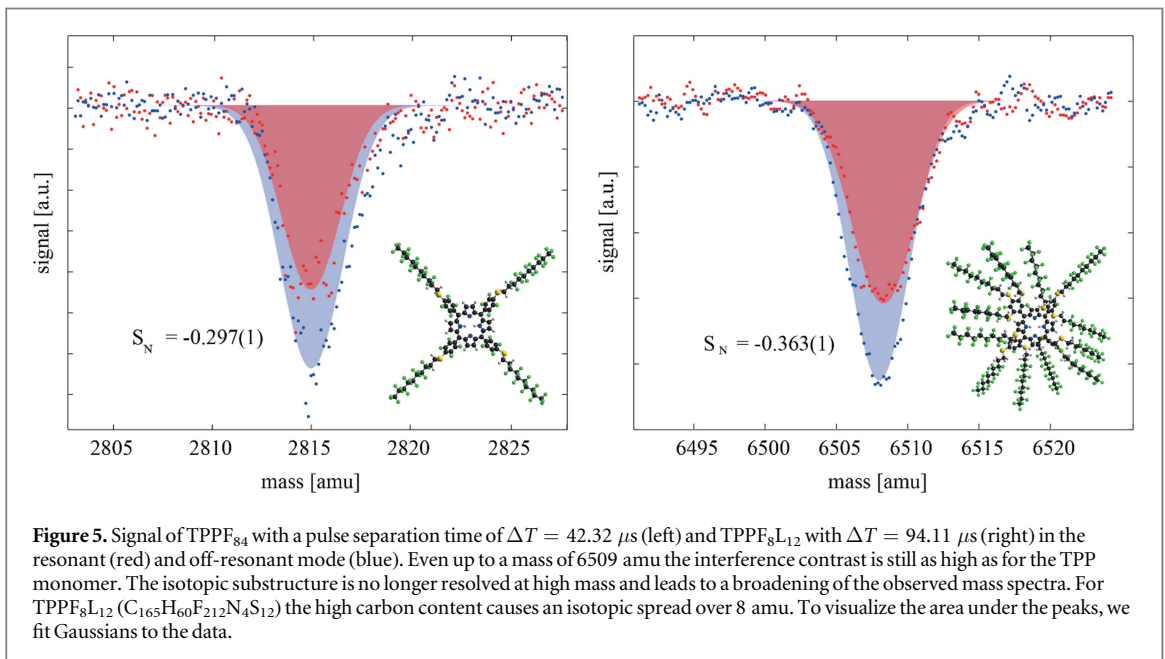 signal [a.u.]
S_N = -0.297(1)
2805 2810 2815 2820 2825
mass [amu]
signal [a.u.]
S_N = -0.363(1)
6495 6500 6505 6510 6515 6520
mass [amu]
Figure 5. Signal of TPPF₈₄ with a pulse separation time of ΔT = 42.32 μs (left) and TPPF₈L₁₂ with ΔT = 94.11 μs (right) in the
resonant (red) and off-resonant mode (blue). Even up to a mass of 6509 amu the interference contrast is still as high as for the TPP
monomer. The isotopic substructure is no longer resolved at high mass and leads to a broadening of the observed mass spectra. For
TPPF₈L₁₂ (C₁₆₅H₆₀F₂₁₂N₄S₁₂) the high carbon content causes an isotopic spread over 8 amu. To visualize the area under the peaks, we
fit Gaussians to the data.